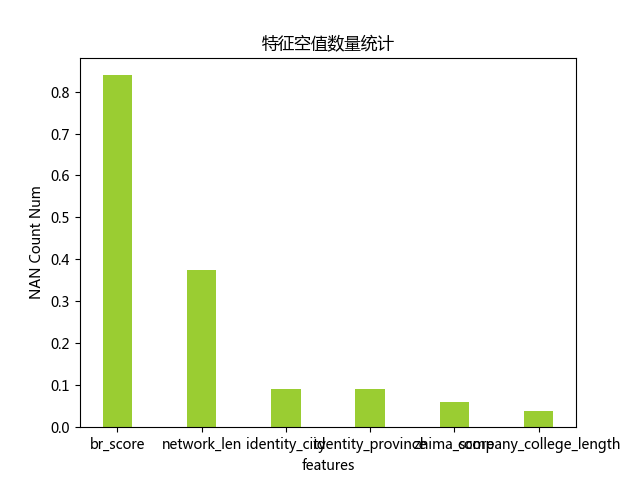 特征空值数量统计
NAN Count Num
0.8
0.7
0.6
0.5
0.4
0.3
0.2
0.1
0.0
br_score network_len identity_city identity_province zhima_score company_college_length
features